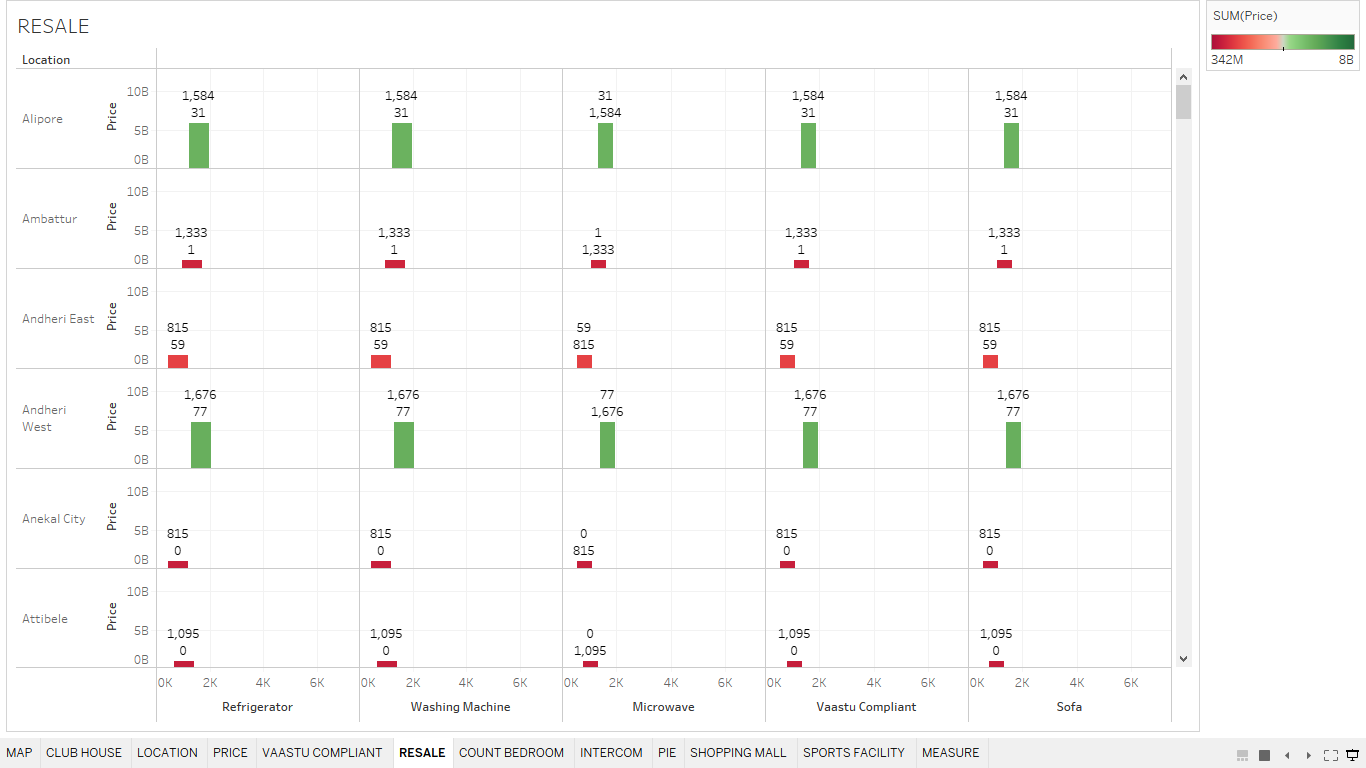 RESALE
SUM(Price)
342M 8B
Location
Alipore
Price
10B
5B
0B
1,584 1,584 31 1,584 1,584
31 31 1,584 31 31
Ambattur
Price
10B
5B
0B
1,333 1,333 1 1,333 1,333
1 1 1,333 1 1
Andheri East
Price
10B
5B
0B
815 815 59 815 815
59 59 815 59 59
Andheri
West
Price
10B
5B
0B
1,676 1,676 77 1,676 1,676
77 77 1,676 77 77
Anekal City
Price
10B
5B
0B
815 815 0 815 815
0 0 815 0 0
Attibele
Price
10B
5B
0B
1,095 1,095 0 1,095 1,095
0 0 1,095 0 0
0K 2K 4K 6K 0K 2K 4K 6K 0K 2K 4K 6K 0K 2K 4K 6K 0K 2K 4K 6K
Refrigerator Washing Machine Microwave Vaastu Compliant Sofa
MAP CLUB HOUSE LOCATION PRICE VAASTU COMPLIANT RESALE COUNT BEDROOM INTERCOM PIE SHOPPING MALL SPORTS FACILITY MEASURE